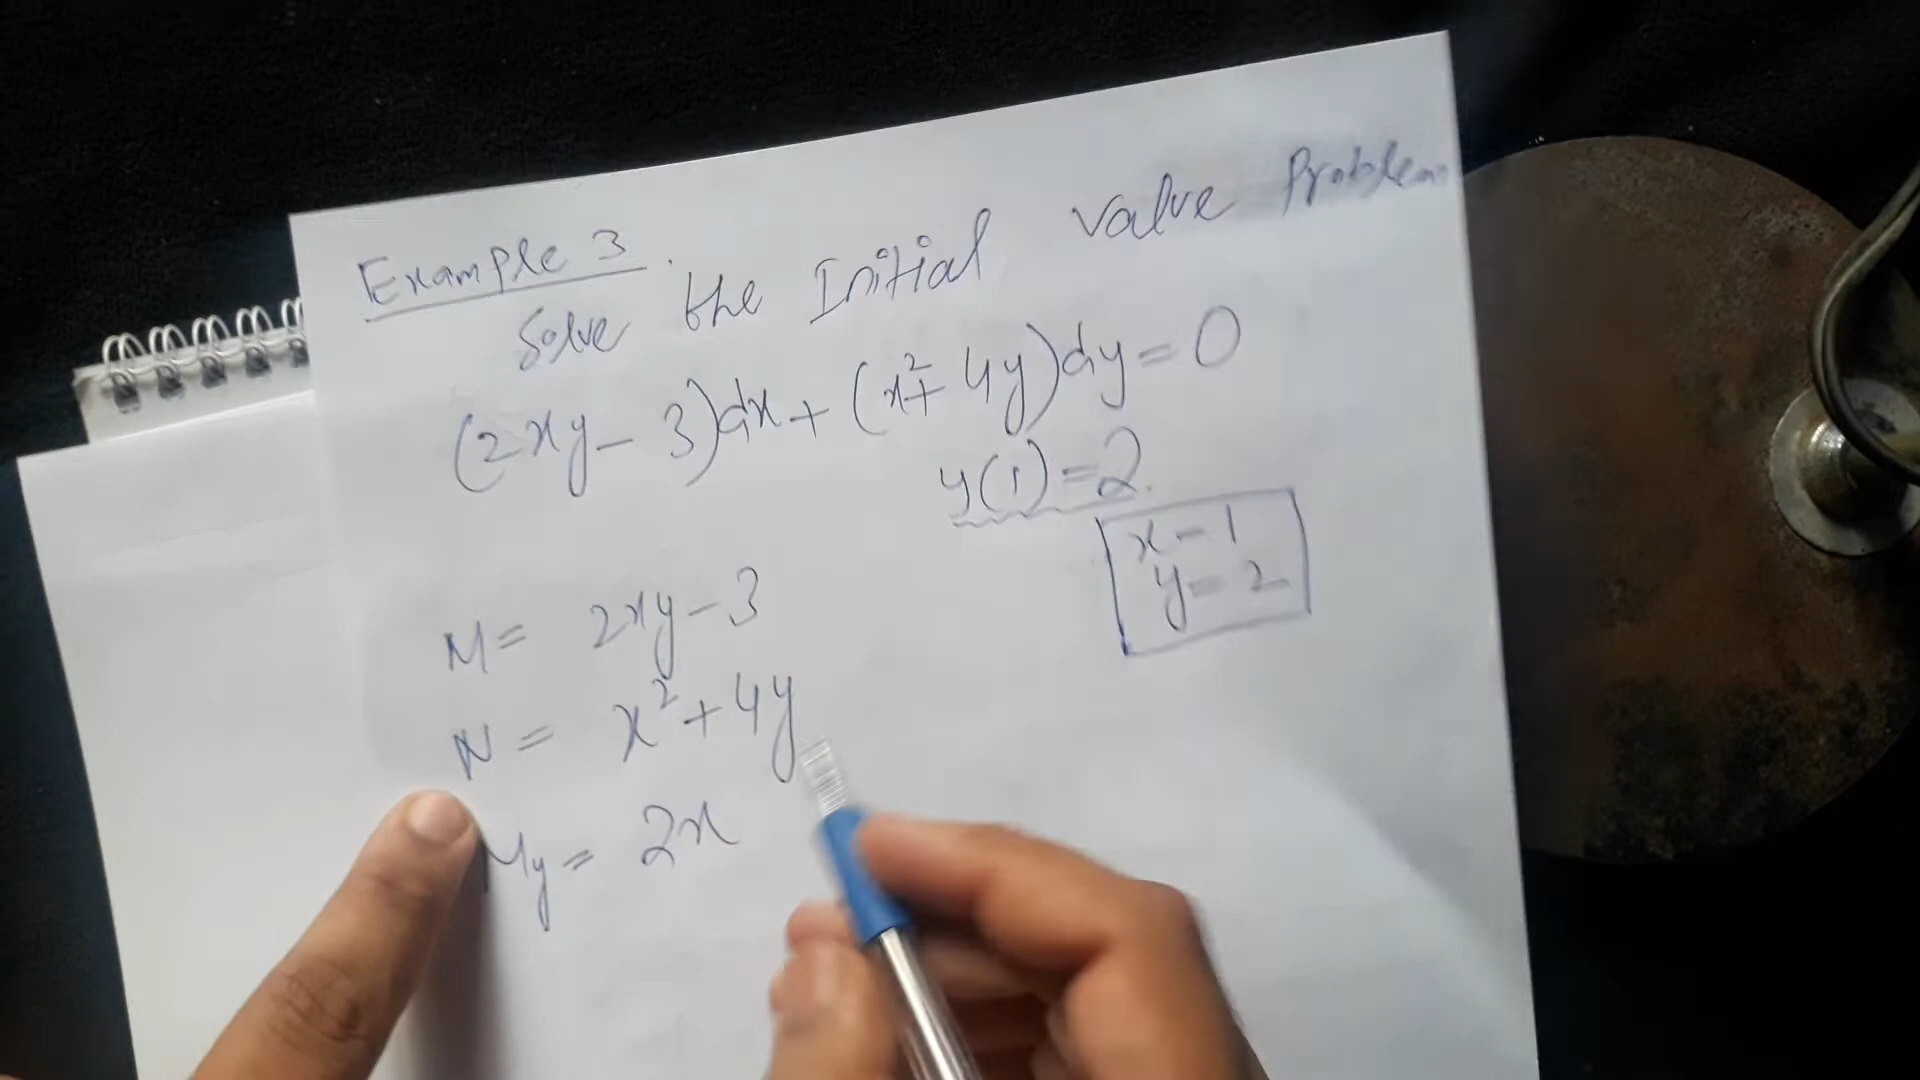 Example 3.
Solve the Initial Value Problem
(2xy - 3)dx + (x² + 4y)dy = 0
y(1) = 2.
x - 1
y = 2
M = 2xy - 3
N = x² + 4y
My = 2x